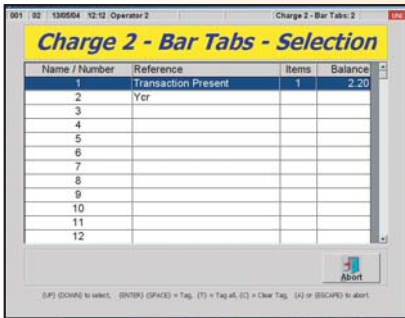 001 02 13/05/04 12:12 Operator 2 Charge 2 - Bar Tabs: 2
Charge 2 - Bar Tabs - Selection
Name / Number Reference Items Balance
1 Transaction Present 1 2.20
2 Ycr
3
4
5
6
7
8
9
10
11
12
Abort
(UP) (DOWN) to select, (ENTER) (SPACE) = Tag, (T) = Tag all, (C) = Clear Tag, (A) or (ESCAPE) to abort.